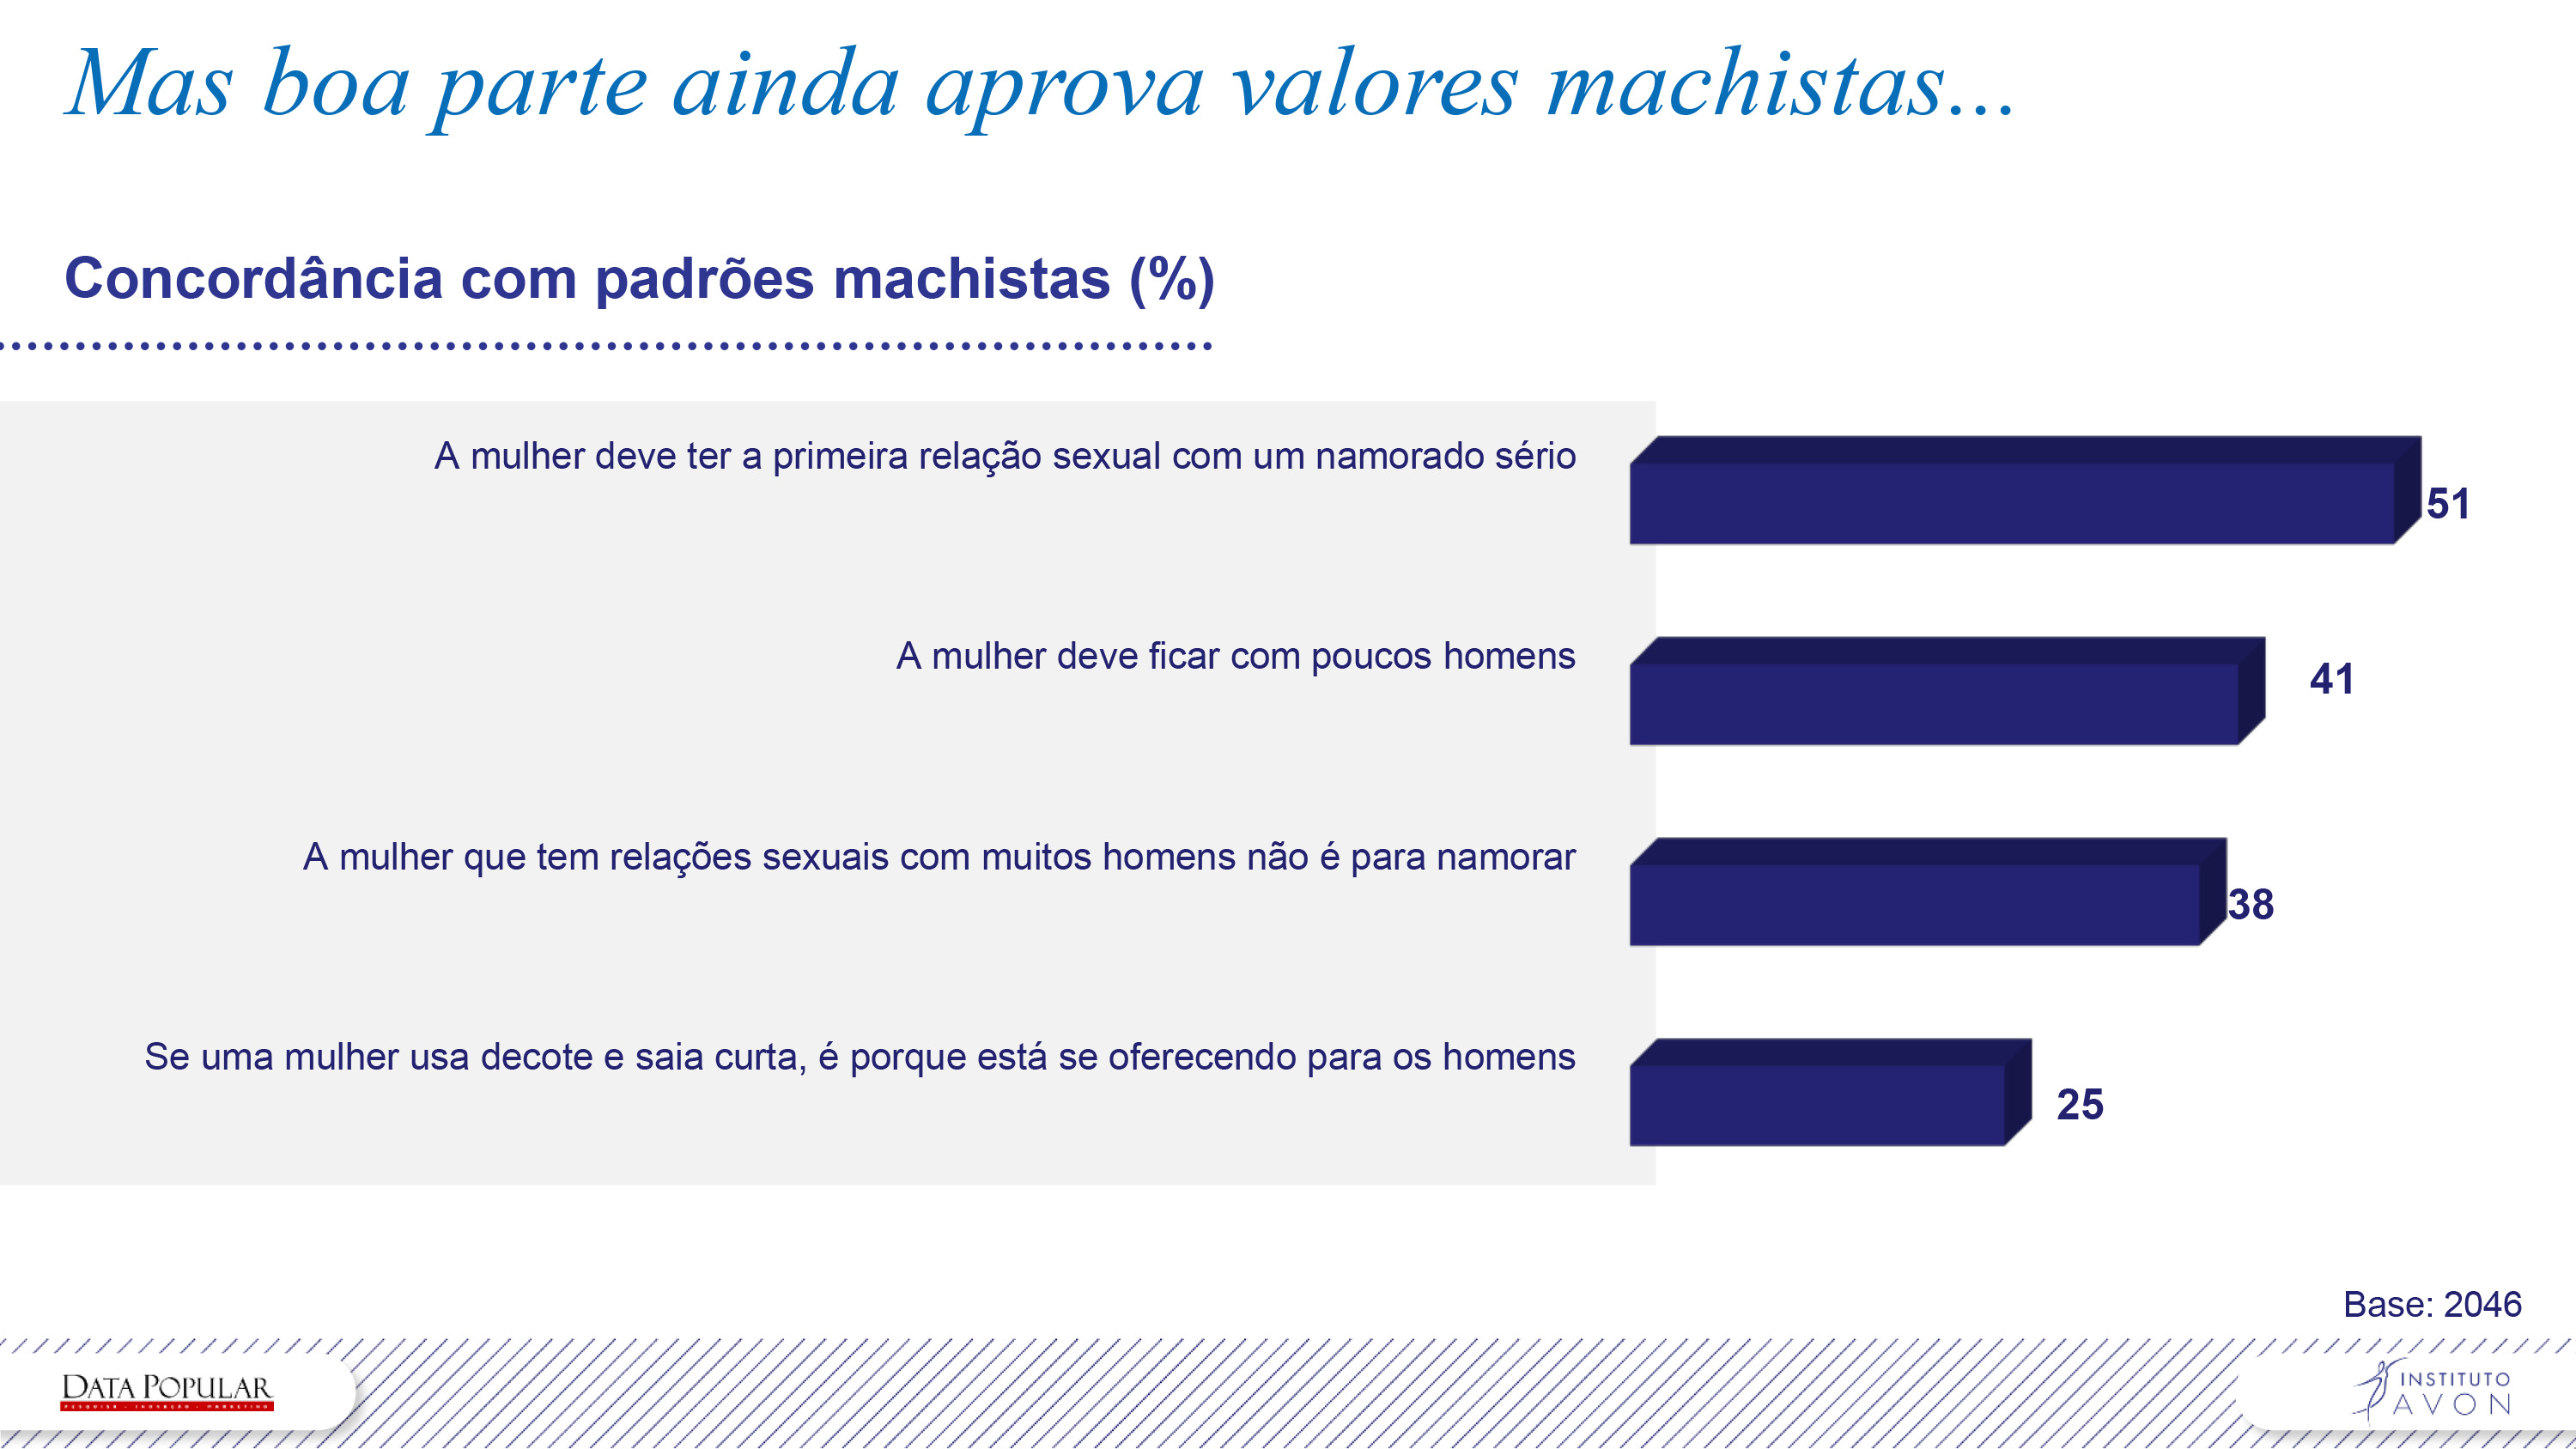 Mas boa parte ainda aprova valores machistas...
Concordância com padrões machistas (%)
A mulher deve ter a primeira relação sexual com um namorado sério
51
A mulher deve ficar com poucos homens
41
A mulher que tem relações sexuais com muitos homens não é para namorar
38
Se uma mulher usa decote e saia curta, é porque está se oferecendo para os homens
25
Base: 2046
DATA POPULAR
PESQUISA · INOVAÇÃO · MARKETING
INSTITUTO
AVON